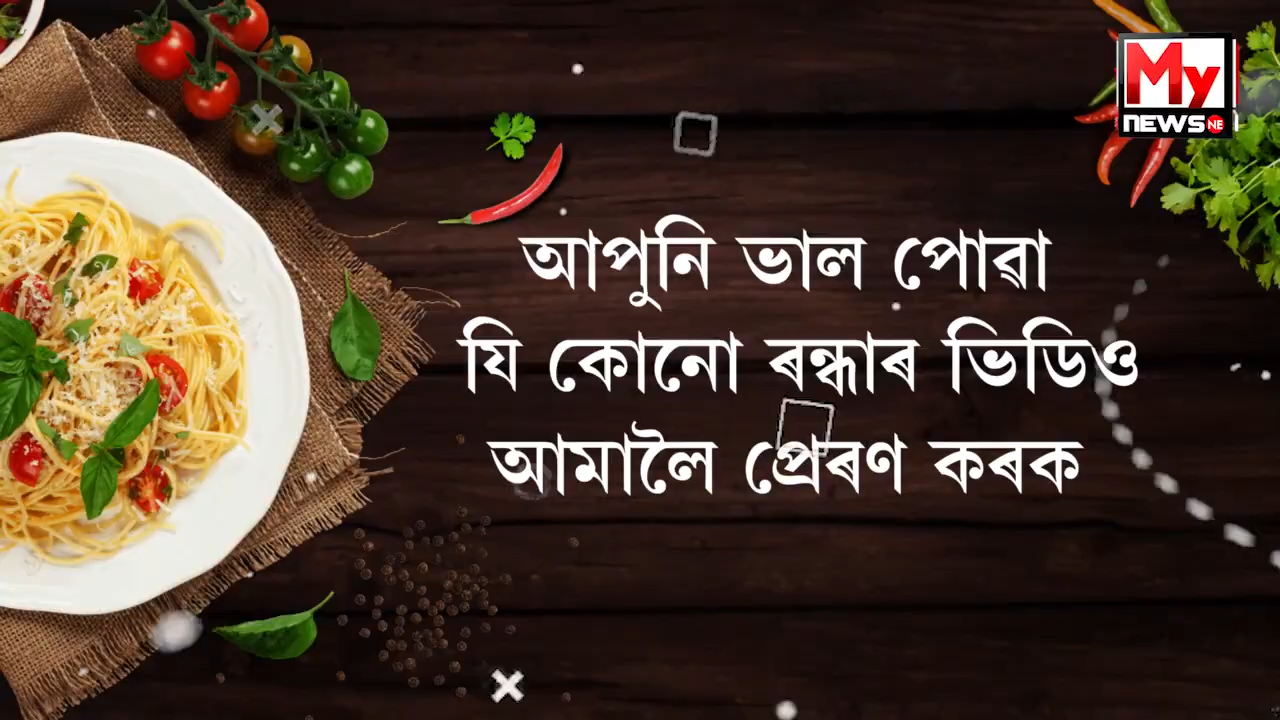 My
NEWS NE
আপুনি ভাল পোৱা
যি কোনো ৰন্ধাৰ ভিডিও
আমালৈ প্ৰেৰণ কৰক